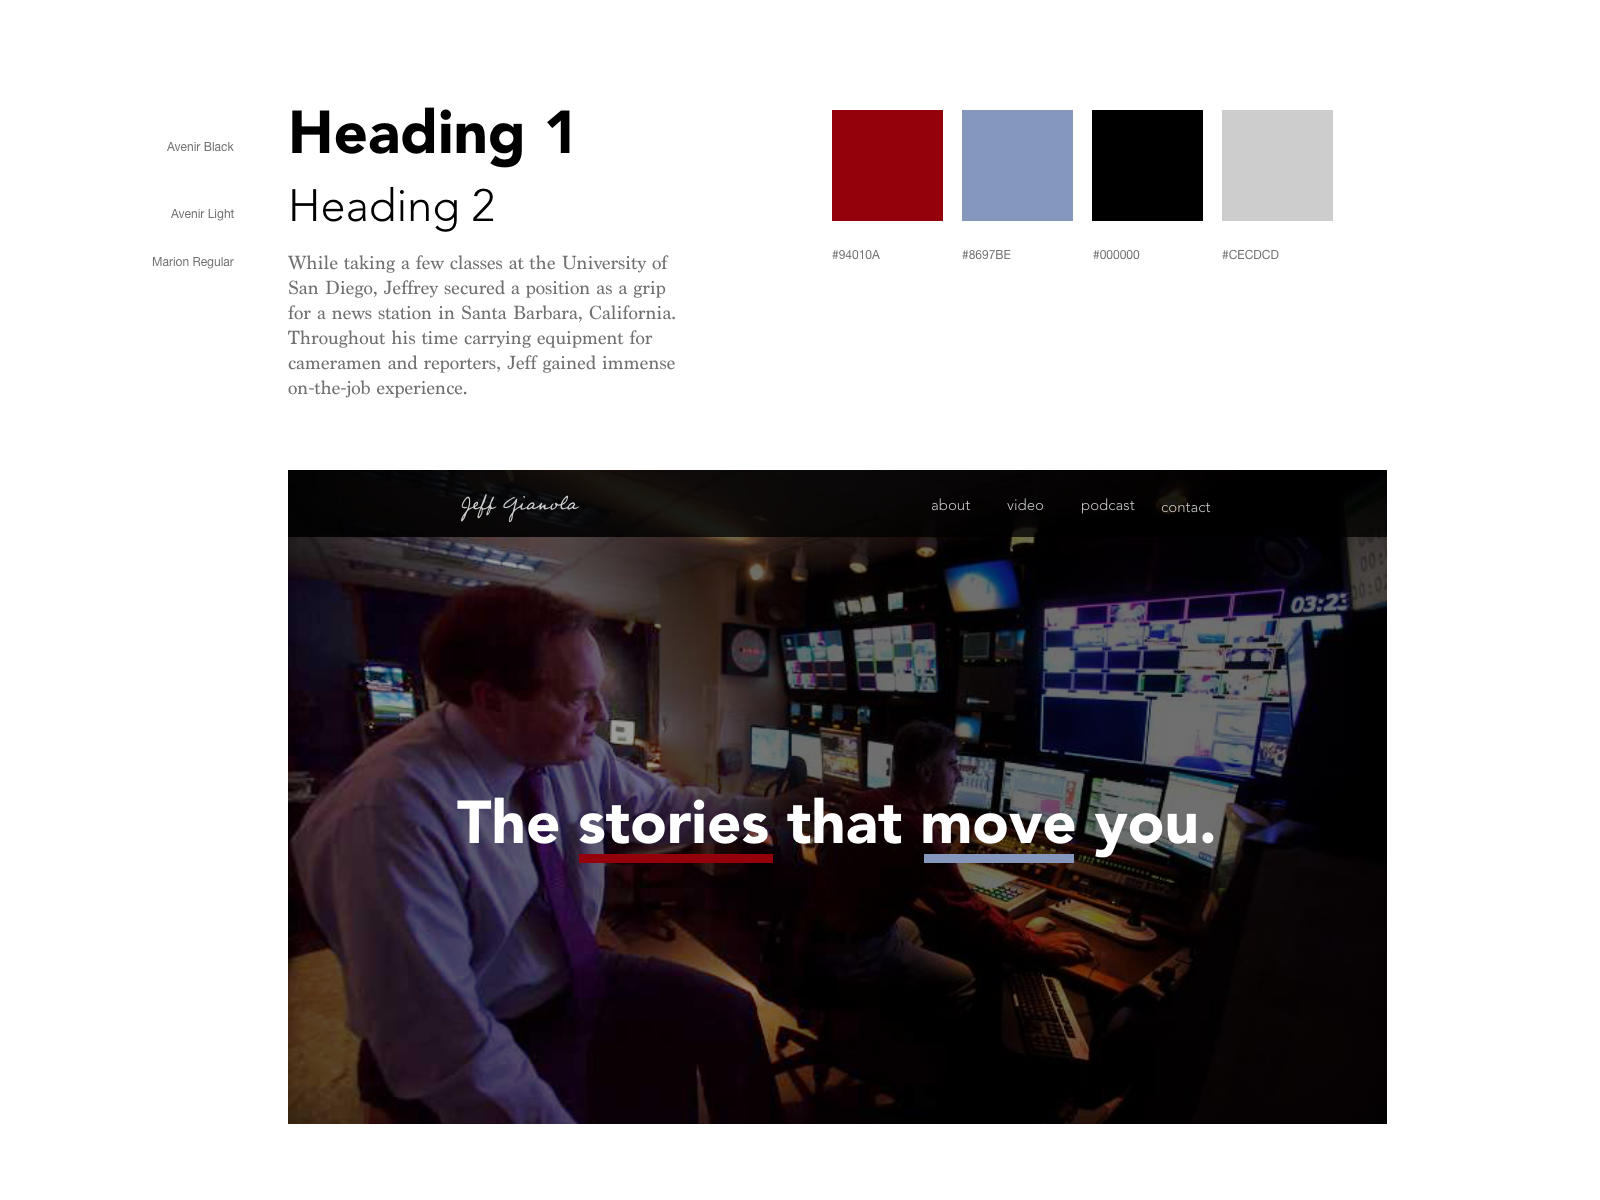 Avenir Black
Heading 1
Avenir Light
Heading 2
Marion Regular
While taking a few classes at the University of
San Diego, Jeffrey secured a position as a grip
for a news station in Santa Barbara, California.
Throughout his time carrying equipment for
cameramen and reporters, Jeff gained immense
on-the-job experience.
#94010A
#8697BE
#000000
#CECDCD
Jeff Gianola
about
video
podcast
contact
03:23
The stories that move you.